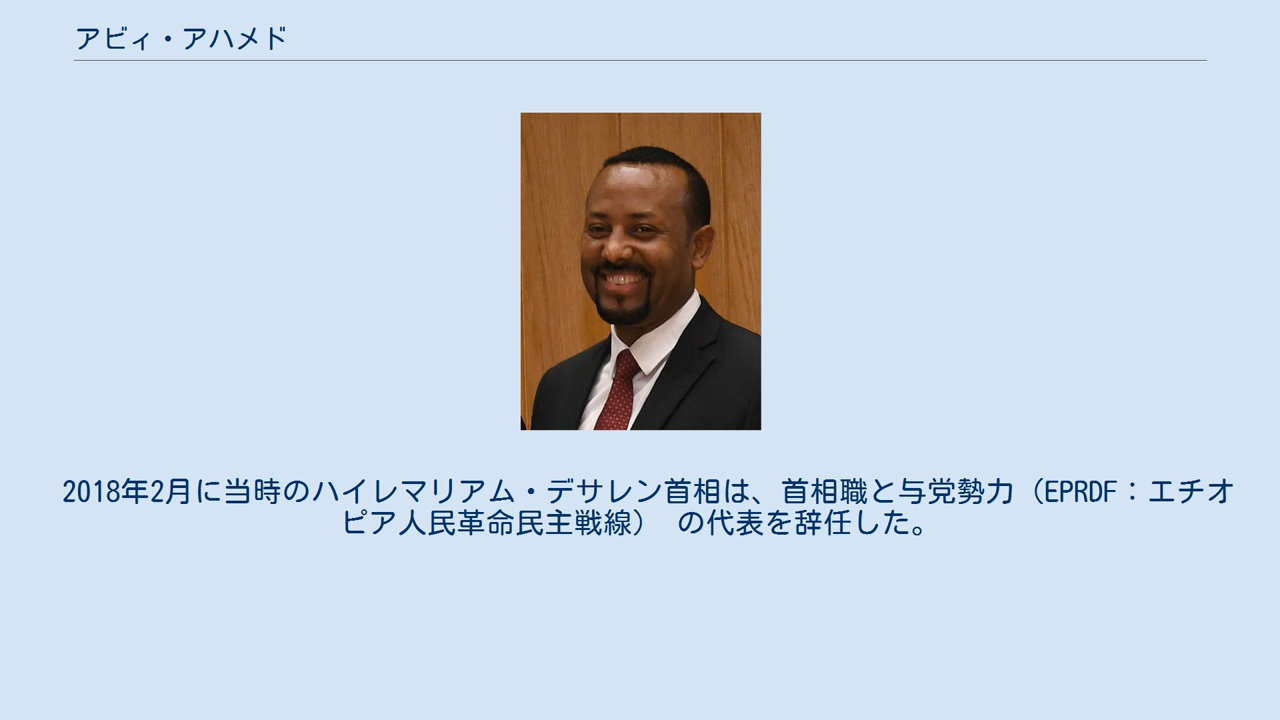 アビィ・アハメド
2018年2月に当時のハイレマリアム・デサレン首相は、首相職と与党勢力（EPRDF：エチオ
ピア人民革命民主戦線） の代表を辞任した。